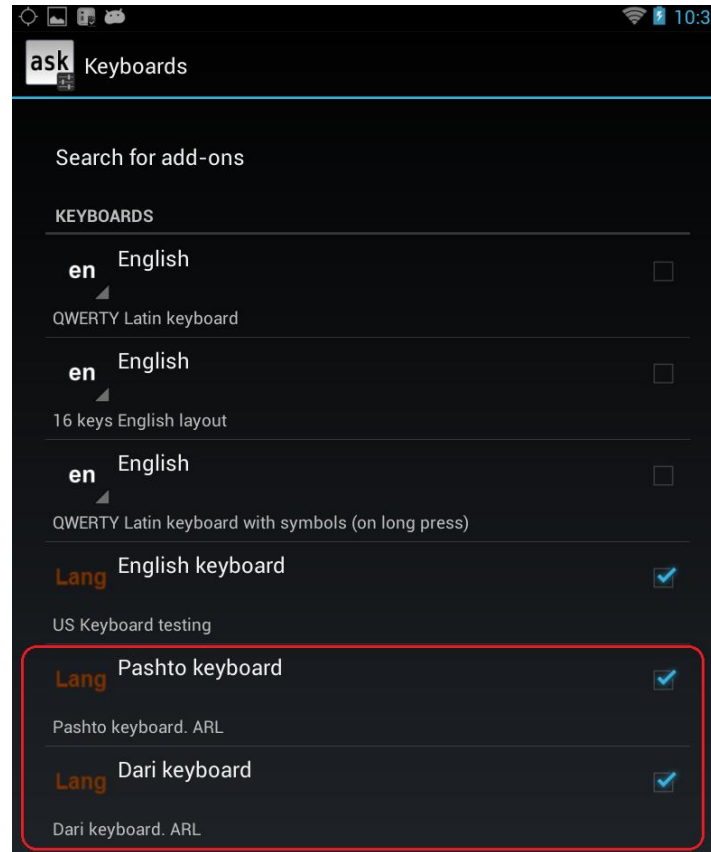 10:3
ask Keyboards
Search for add-ons
KEYBOARDS
en English
QWERTY Latin keyboard
en English
16 keys English layout
en English
QWERTY Latin keyboard with symbols (on long press)
Lang English keyboard
US Keyboard testing
Lang Pashto keyboard
Pashto keyboard. ARL
Lang Dari keyboard
Dari keyboard. ARL